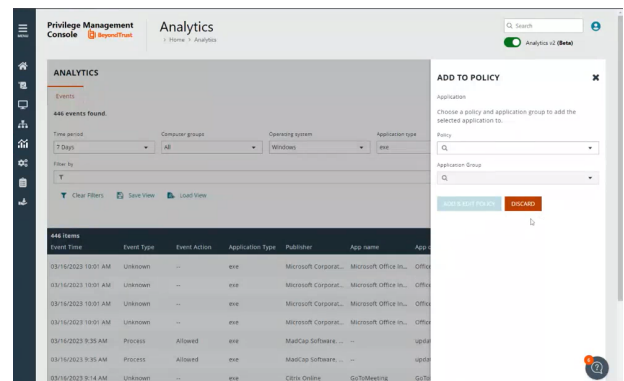 Privilege Management
Console BeyondTrust
Analytics
Home > Analytics
Search
Analytics v2 (Beta)
MENU
ANALYTICS
Events
446 events found.
Time period
Computer groups
Operating system
Application type
7 Days
All
Windows
exe
Filter by
Clear Filters
Save View
Load View
446 items
Event Time Event Type Event Action Application Type Publisher App name App
03/16/2023 10:01 AM Unknown -- exe Microsoft Corporat... Microsoft Office In... Office
03/16/2023 10:01 AM Unknown -- exe Microsoft Corporat... Microsoft Office In... Office
03/16/2023 10:01 AM Unknown -- exe Microsoft Corporat... Microsoft Office In... Office
03/16/2023 10:01 AM Unknown -- exe Microsoft Corporat... Microsoft Office In... Office
03/16/2023 9:35 AM Process Allowed exe MadCap Software, ... -- updat
03/16/2023 9:35 AM Process Allowed exe MadCap Software, ... -- updat
03/16/2023 9:14 AM Unknown -- exe Citrix Online GoToMeeting GoTo
ADD TO POLICY
Application
Choose a policy and application group to add the
selected application to.
Policy
Application Group
ADD & EDIT POLICY
DISCARD